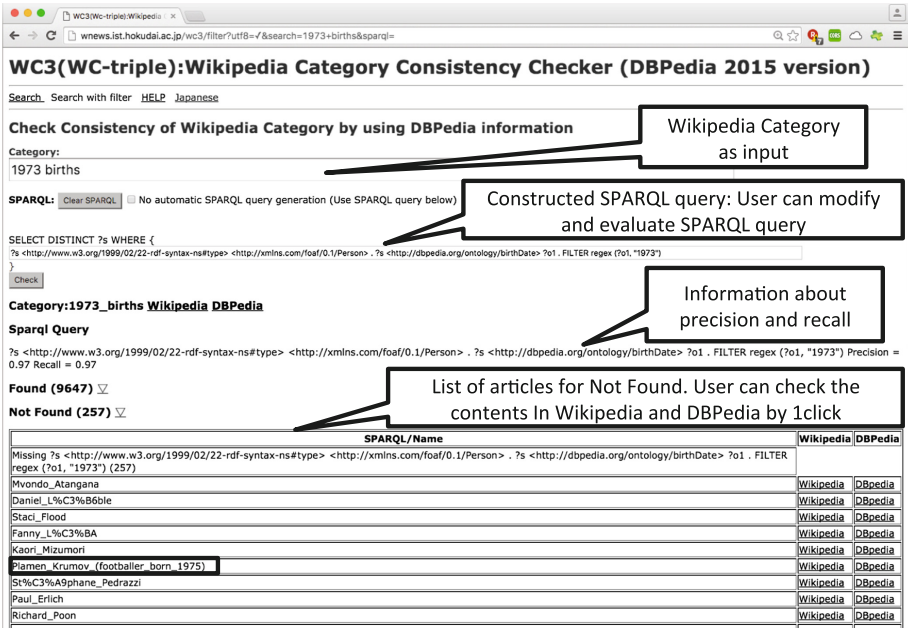 WC3(Wc-triple):Wikipedia
wnews.ist.hokudai.ac.jp/wc3/filter?utf8=✓&search=1973+births&sparql=
WC3(WC-triple):Wikipedia Category Consistency Checker (DBPedia 2015 version)
Search Search with filter HELP Japanese
Check Consistency of Wikipedia Category by using DBPedia information
Wikipedia Category
as input
Category:
1973 births
SPARQL: Clear SPARQL No automatic SPARQL query generation (Use SPARQL query below)
Constructed SPARQL query: User can modify
and evaluate SPARQL query
SELECT DISTINCT ?s WHERE {
?s <http://www.w3.org/1999/02/22-rdf-syntax-ns#type> <http://xmlns.com/foaf/0.1/Person> . ?s <http://dbpedia.org/ontology/birthDate> ?o1 . FILTER regex (?o1, "1973")
}
Check
Information about
precision and recall
Category:1973_births Wikipedia DBPedia
Sparql Query
?s <http://www.w3.org/1999/02/22-rdf-syntax-ns#type> <http://xmlns.com/foaf/0.1/Person> . ?s <http://dbpedia.org/ontology/birthDate> ?o1 . FILTER regex (?o1, "1973") Precision =
0.97 Recall = 0.97
Found (9647) ▽
List of articles for Not Found. User can check the
contents In Wikipedia and DBPedia by 1click
Not Found (257) ▽
SPARQL/Name Wikipedia DBPedia
Missing ?s <http://www.w3.org/1999/02/22-rdf-syntax-ns#type> <http://xmlns.com/foaf/0.1/Person> . ?s <http://dbpedia.org/ontology/birthDate> ?o1 . FILTER
regex (?o1, "1973") (257)
Mvondo_Atangana Wikipedia DBpedia
Daniel_L%C3%B6ble Wikipedia DBpedia
Staci_Flood Wikipedia DBpedia
Fanny_L%C3%BA Wikipedia DBpedia
Kaori_Mizumori Wikipedia DBpedia
Plamen_Krumov_(footballer_born_1975) Wikipedia DBpedia
St%C3%A9phane_Pedrazzi Wikipedia DBpedia
Paul_Erlich Wikipedia DBpedia
Richard_Poon Wikipedia DBpedia